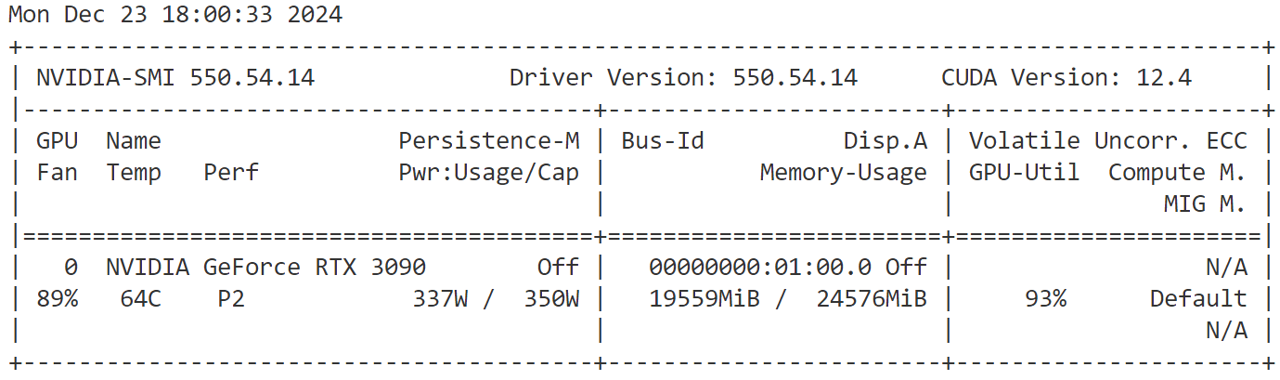 Mon Dec 23 18:00:33 2024
+-----------------------------------------------------------------------------------------+
| NVIDIA-SMI 550.54.14              Driver Version: 550.54.14      CUDA Version: 12.4     |
|-----------------------------------------+------------------------+----------------------+
| GPU  Name                 Persistence-M | Bus-Id          Disp.A | Volatile Uncorr. ECC |
| Fan  Temp   Perf          Pwr:Usage/Cap |           Memory-Usage | GPU-Util  Compute M. |
|                                         |                        |               MIG M. |
|=========================================+========================+======================|
|   0  NVIDIA GeForce RTX 3090        Off |   00000000:01:00.0 Off |                  N/A |
| 89%   64C    P2            337W /  350W |   19559MiB /  24576MiB |     93%      Default |
|                                         |                        |                  N/A |
+-----------------------------------------+------------------------+----------------------+